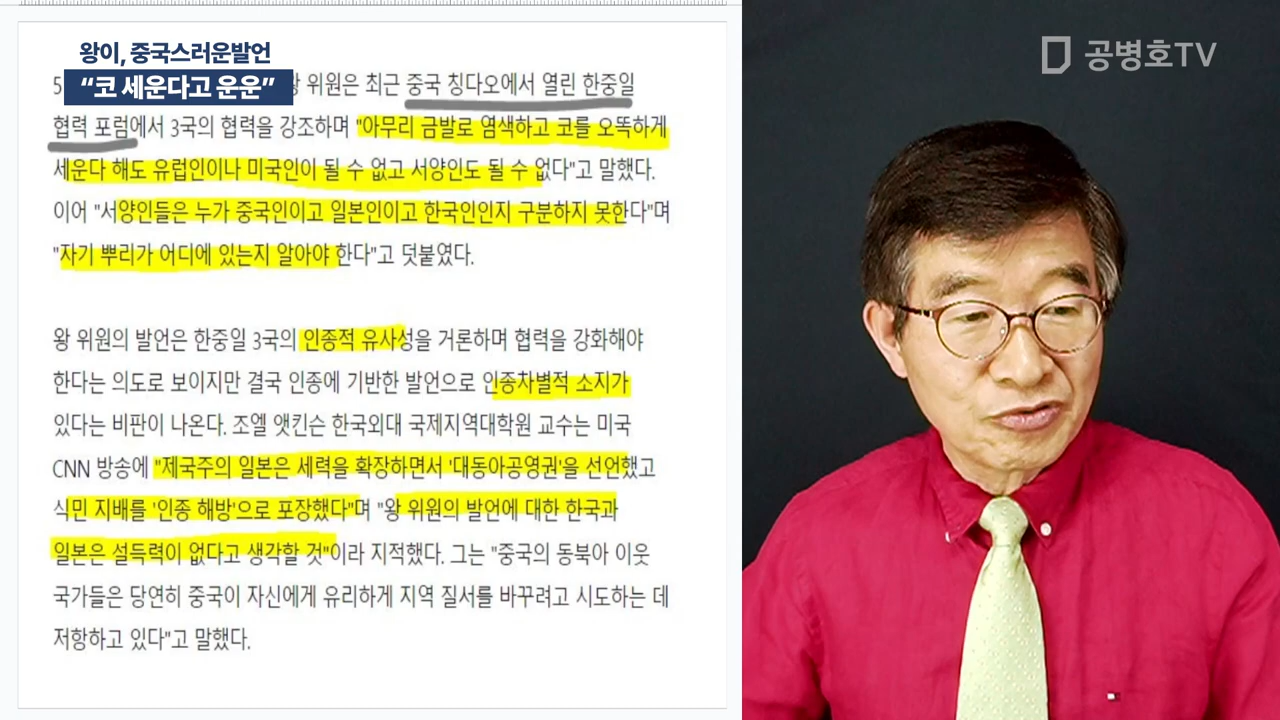 왕이, 중국스러운발언
“코 세운다고 운운”
공병호TV
5 왕 위원은 최근 중국 칭다오에서 열린 한중일
협력 포럼에서 3국의 협력을 강조하며 "아무리 금발로 염색하고 코를 오똑하게
세운다 해도 유럽인이나 미국인이 될 수 없고 서양인도 될 수 없다"고 말했다.
이어 "서양인들은 누가 중국인이고 일본인이고 한국인인지 구분하지 못한다"며
"자기 뿌리가 어디에 있는지 알아야 한다"고 덧붙였다.
왕 위원의 발언은 한중일 3국의 인종적 유사성을 거론하며 협력을 강화해야
한다는 의도로 보이지만 결국 인종에 기반한 발언으로 인종차별적 소지가
있다는 비판이 나온다. 조엘 앳킨슨 한국외대 국제지역대학원 교수는 미국
CNN 방송에 "제국주의 일본은 세력을 확장하면서 '대동아공영권'을 선언했고
식민 지배를 '인종 해방'으로 포장했다"며 "왕 위원의 발언에 대한 한국과
일본은 설득력이 없다고 생각할 것"이라 지적했다. 그는 "중국의 동북아 이웃
국가들은 당연히 중국이 자신에게 유리하게 지역 질서를 바꾸려고 시도하는 데
저항하고 있다"고 말했다.